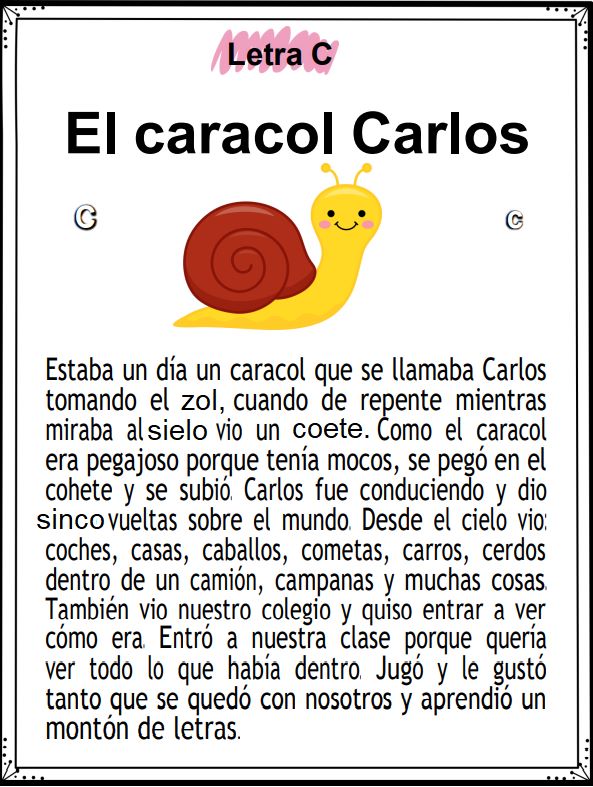 Letra C
El caracol Carlos
C C
Estaba un día un caracol que se llamaba Carlos
tomando el zol, cuando de repente mientras
miraba al sielo vio un coete. Como el caracol
era pegajoso porque tenía mocos, se pegó en el
cohete y se subió. Carlos fue conduciendo y dio
sinco vueltas sobre el mundo. Desde el cielo vio:
coches, casas, caballos, cometas, carros, cerdos
dentro de un camión, campanas y muchas cosas.
También vio nuestro colegio y quiso entrar a ver
cómo era. Entró a nuestra clase porque quería
ver todo lo que había dentro. Jugó y le gustó
tanto que se quedó con nosotros y aprendió un
montón de letras.